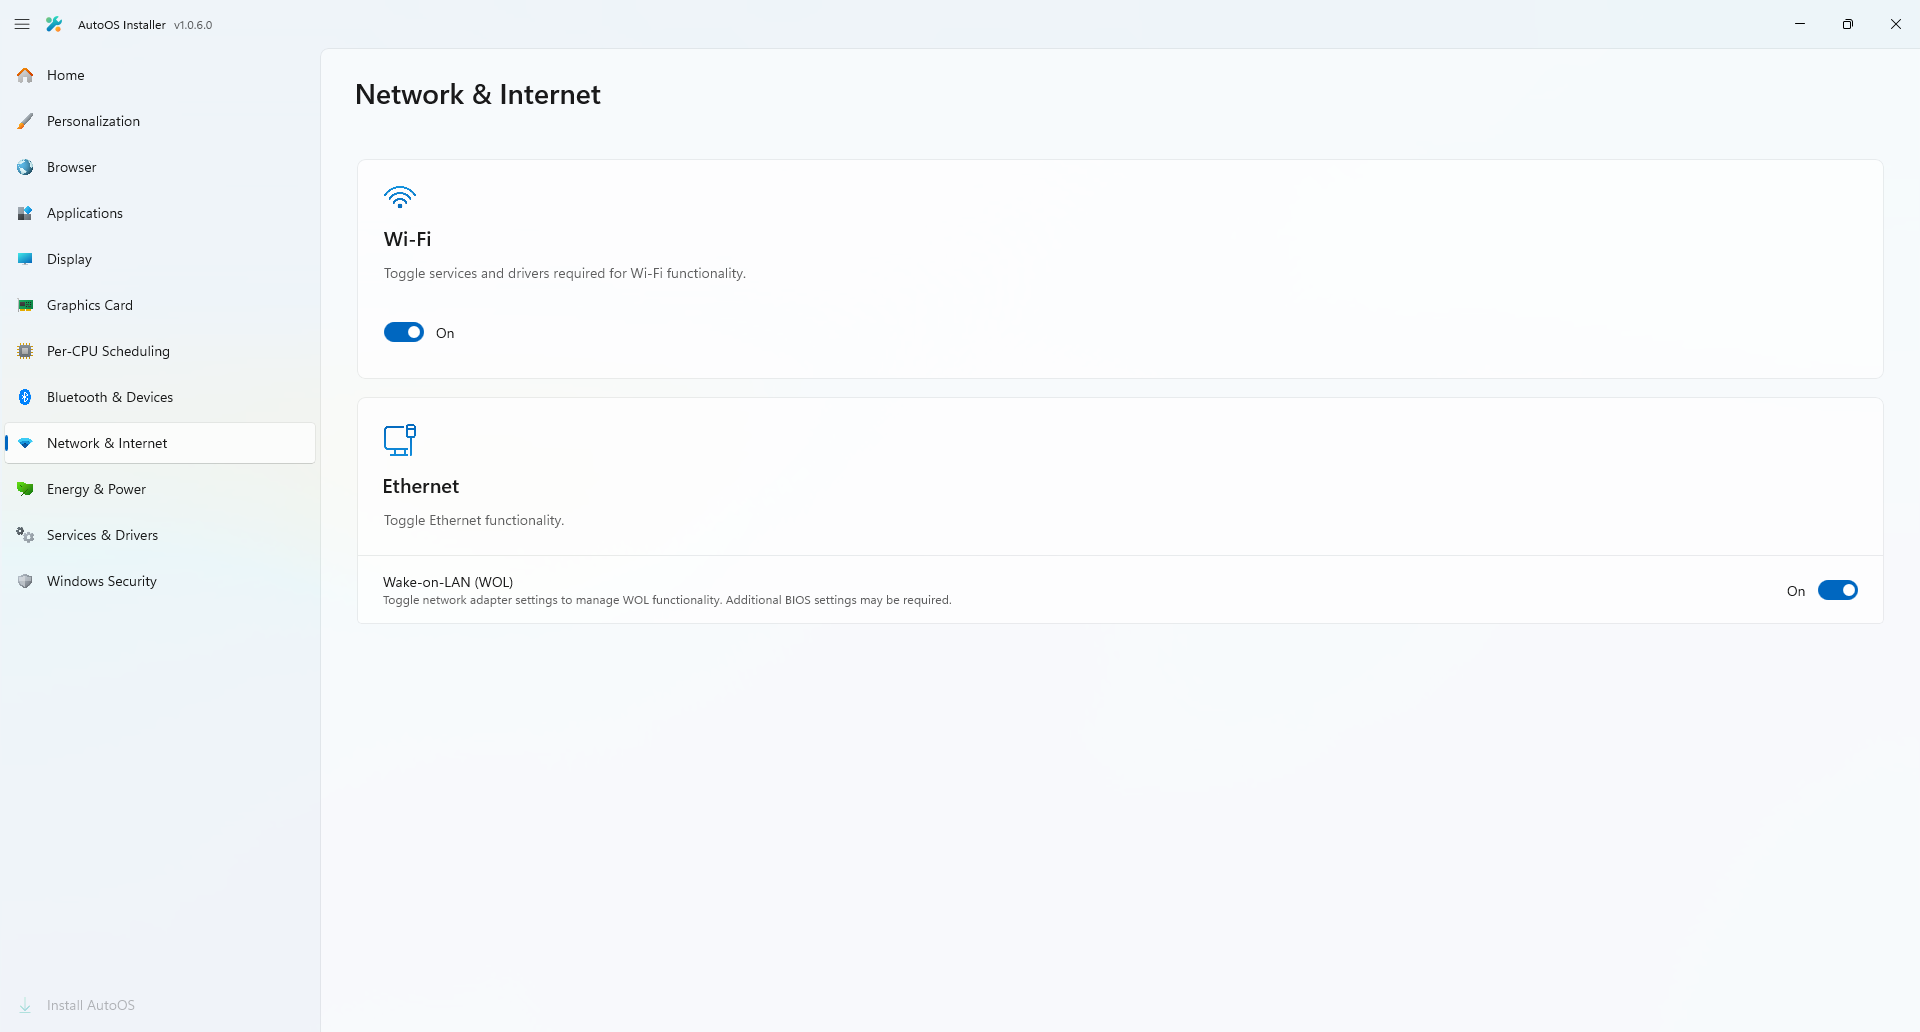 AutoOS Installer v1.0.6.0
Home
Personalization
Browser
Applications
Display
Graphics Card
Per-CPU Scheduling
Bluetooth & Devices
Network & Internet
Energy & Power
Services & Drivers
Windows Security
Install AutoOS
Network & Internet
Wi-Fi
Toggle services and drivers required for Wi-Fi functionality.
On
Ethernet
Toggle Ethernet functionality.
Wake-on-LAN (WOL)
Toggle network adapter settings to manage WOL functionality. Additional BIOS settings may be required.
On